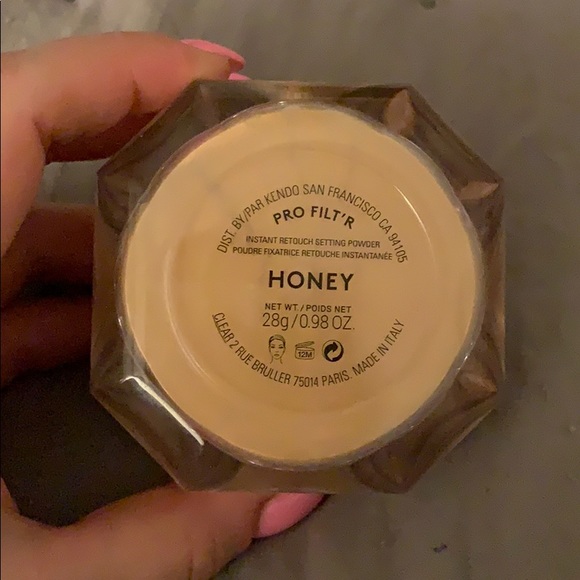 DIST. BY/PAR KENDO SAN FRANCISCO CA 94105
PRO FILT'R
INSTANT RETOUCH SETTING POWDER
POUDRE FIXATRICE RETOUCHE INSTANTANÉE
HONEY
NET WT. / POIDS NET
28g/0.98 OZ.
12M
CLEAR 2 RUE BRULLER 75014 PARIS. MADE IN ITALY